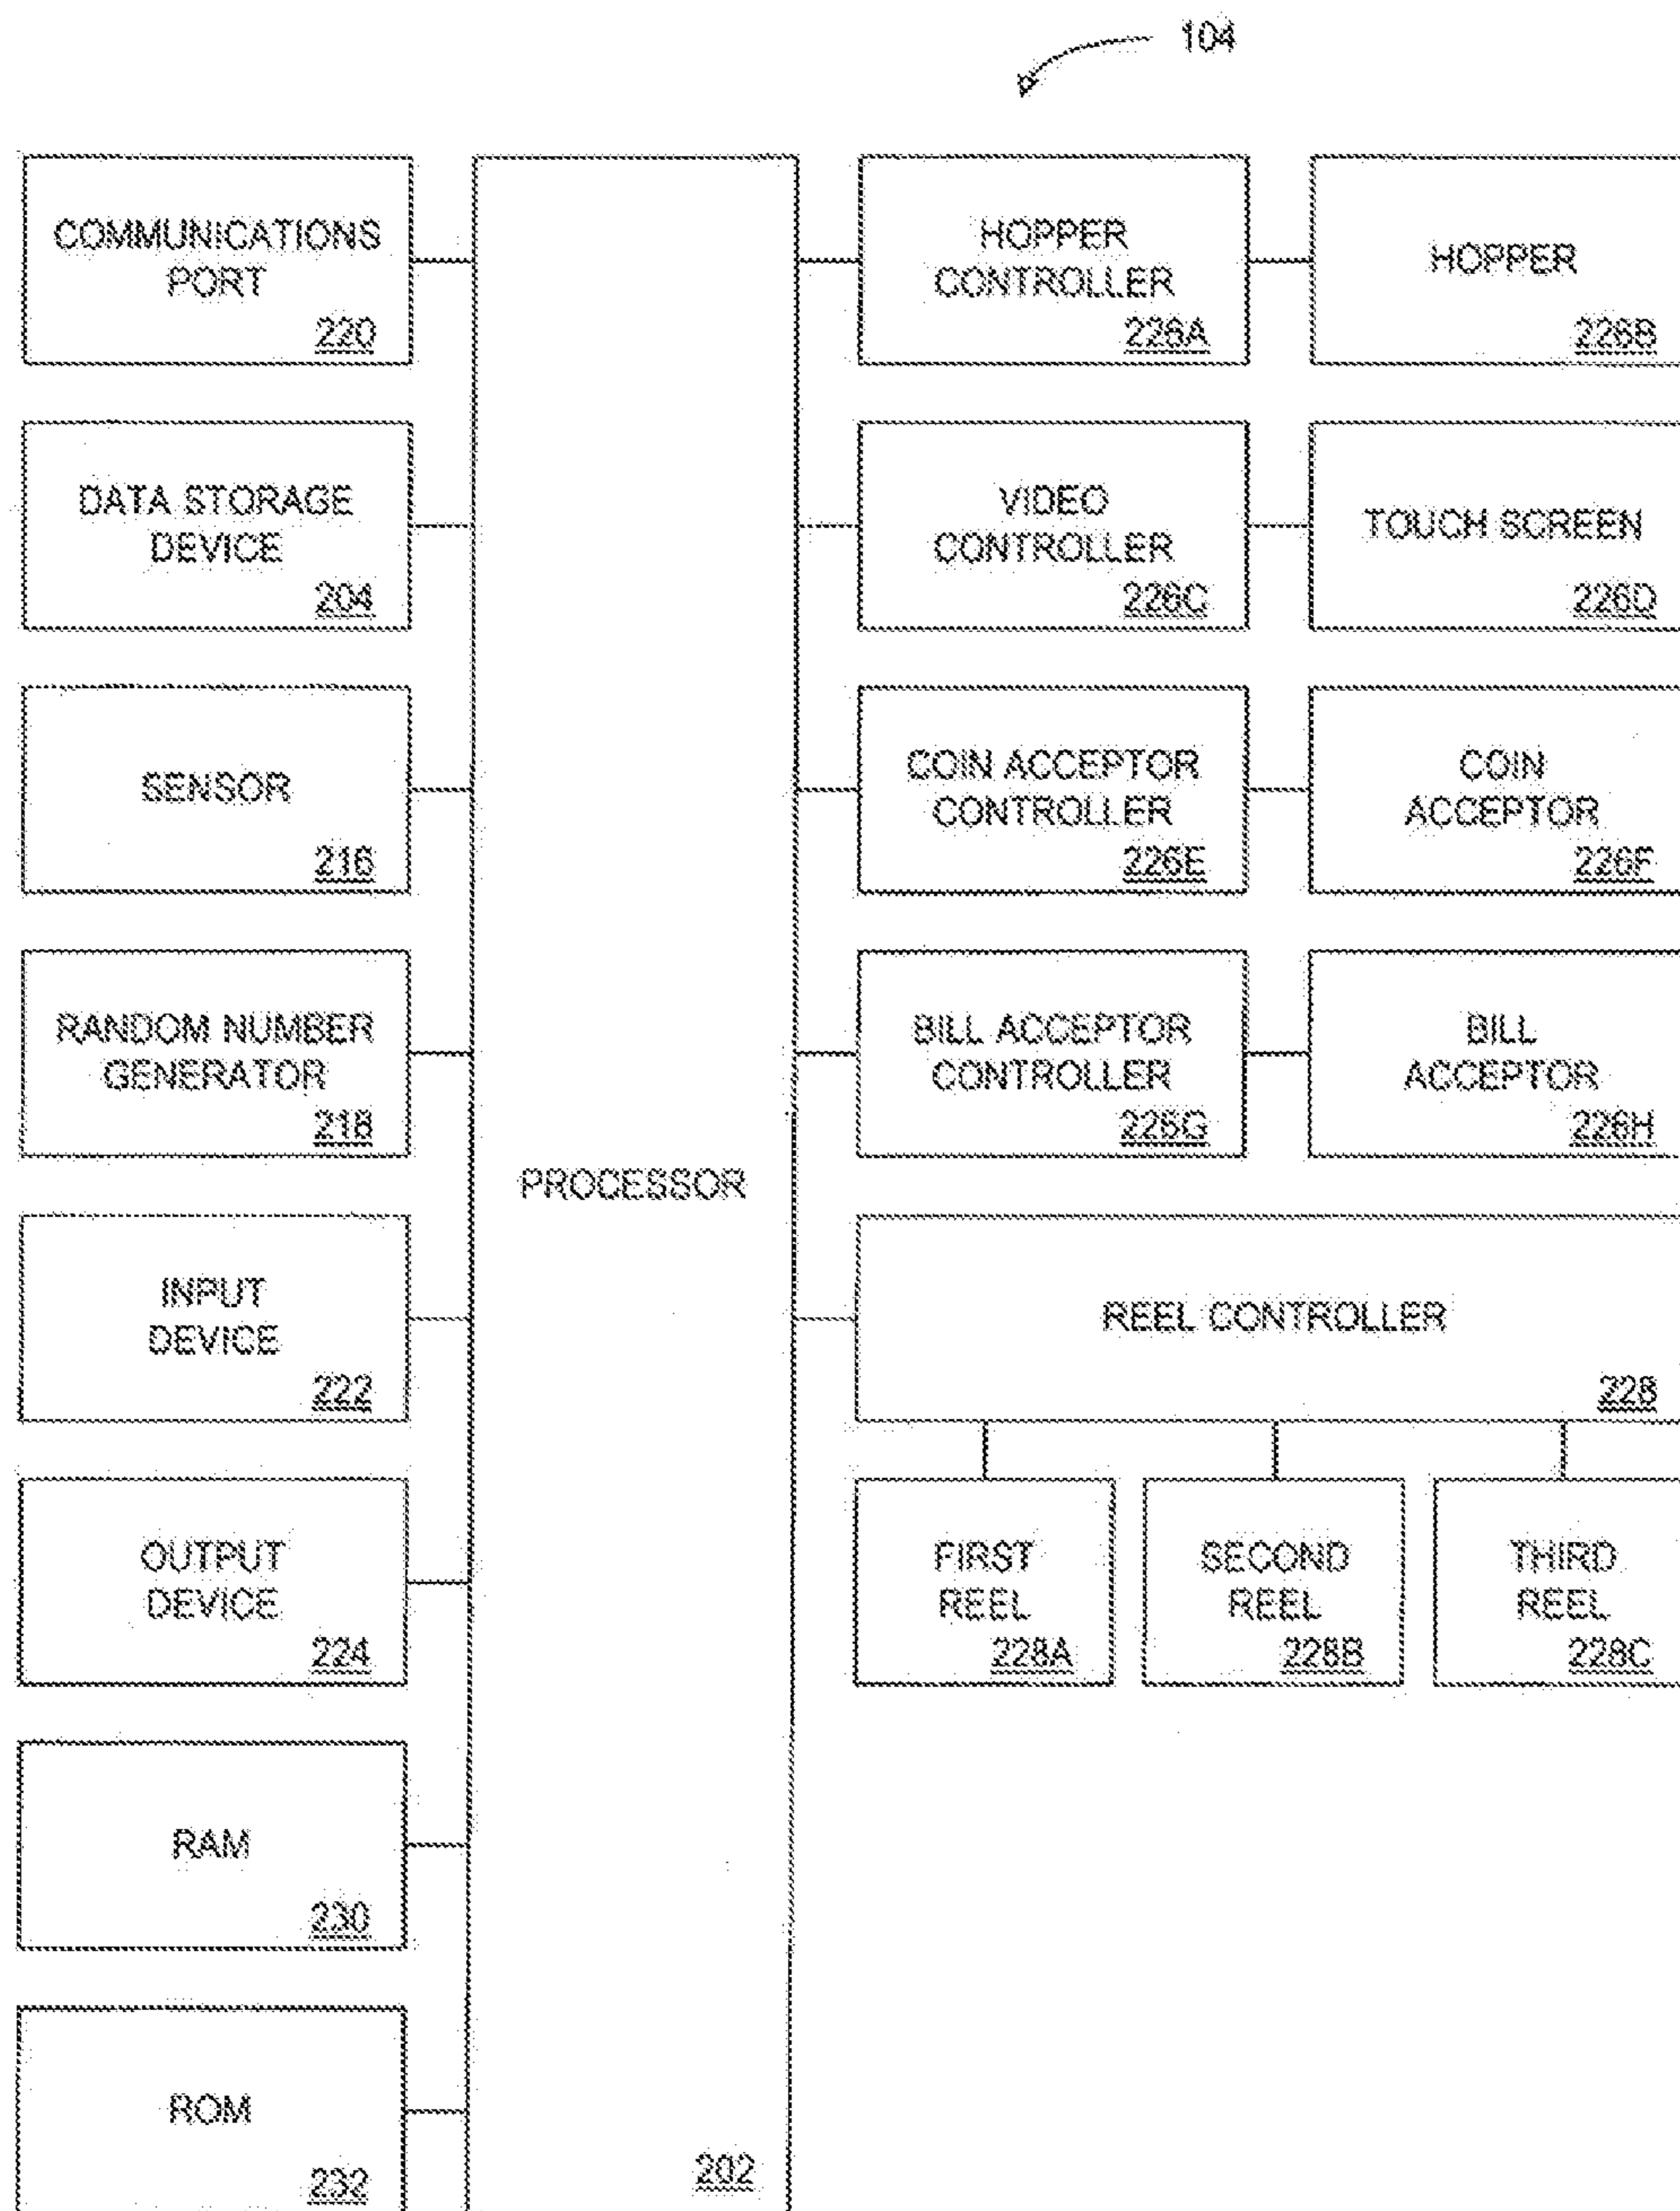 104
COMMUNICATIONS
PORT
220
HOPPER
CONTROLLER
226A
HOPPER
226B
DATA STORAGE
DEVICE
204
VIDEO
CONTROLLER
226C
TOUCH SCREEN
226D
SENSOR
216
COIN ACCEPTOR
CONTROLLER
226E
COIN
ACCEPTOR
226F
RANDOM NUMBER
GENERATOR
218
BILL ACCEPTOR
CONTROLLER
226G
BILL
ACCEPTOR
226H
PROCESSOR
202
INPUT
DEVICE
222
REEL CONTROLLER
228
OUTPUT
DEVICE
224
FIRST
REEL
228A
SECOND
REEL
228B
THIRD
REEL
228C
RAM
230
ROM
232